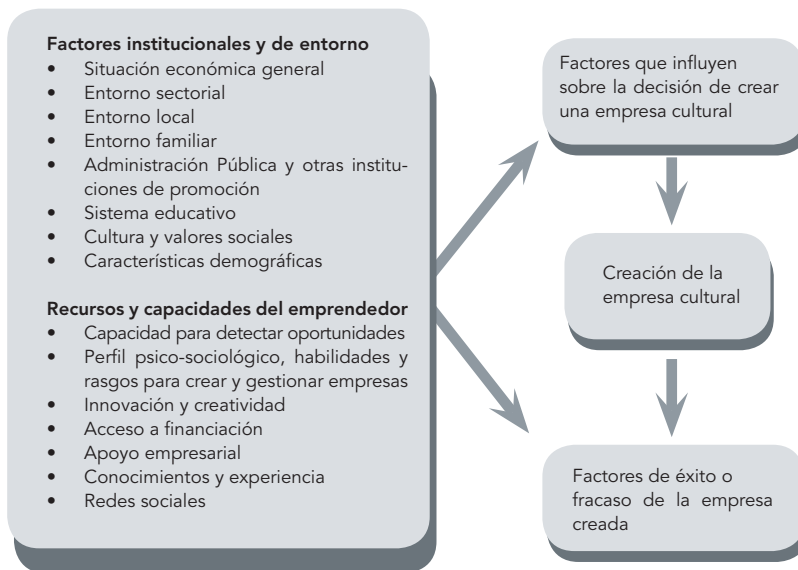 Factores institucionales y de entorno
• Situación económica general
• Entorno sectorial
• Entorno local
• Entorno familiar
• Administración Pública y otras institu-
ciones de promoción
• Sistema educativo
• Cultura y valores sociales
• Características demográficas
Recursos y capacidades del emprendedor
• Capacidad para detectar oportunidades
• Perfil psico-sociológico, habilidades y
rasgos para crear y gestionar empresas
• Innovación y creatividad
• Acceso a financiación
• Apoyo empresarial
• Conocimientos y experiencia
• Redes sociales
Factores que influyen
sobre la decisión de crear
una empresa cultural
Creación de la
empresa cultural
Factores de éxito o
fracaso de la empresa
creada